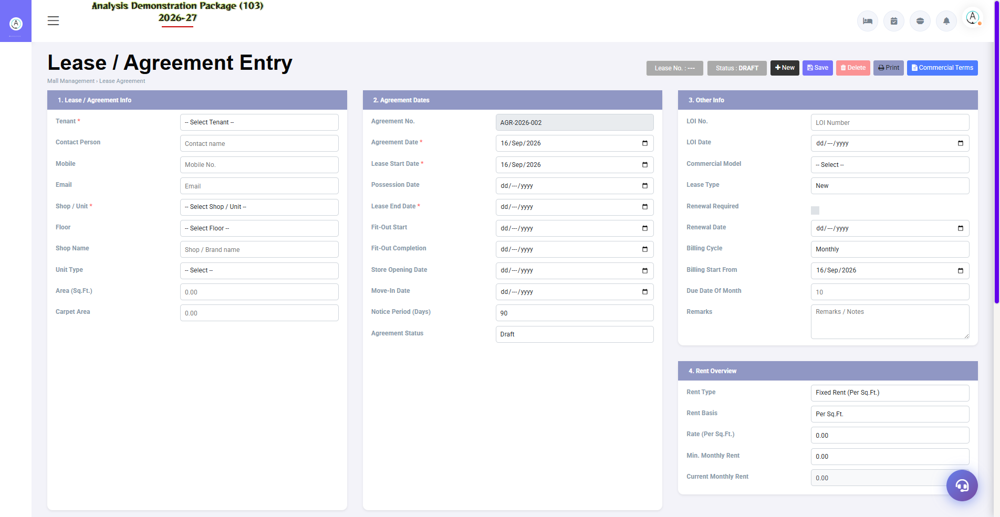 Analysis Demonstration Package (103)
2026-27
Lease / Agreement Entry
Mall Management › Lease Agreement
Lease No. : ---
Status : DRAFT
New
Save
Delete
Print
Commercial Terms
1. Lease / Agreement Info
Tenant *
-- Select Tenant --
Contact Person
Contact name
Mobile
Mobile No.
Email
Email
Shop / Unit *
-- Select Shop / Unit --
Floor
-- Select Floor --
Shop Name
Shop / Brand name
Unit Type
-- Select --
Area (Sq.Ft.)
0.00
Carpet Area
0.00
2. Agreement Dates
Agreement No.
AGR-2026-002
Agreement Date *
16/Sep/2026
Lease Start Date *
16/Sep/2026
Possession Date
dd/---/yyyy
Lease End Date *
dd/---/yyyy
Fit-Out Start
dd/---/yyyy
Fit-Out Completion
dd/---/yyyy
Store Opening Date
dd/---/yyyy
Move-In Date
dd/---/yyyy
Notice Period (Days)
90
Agreement Status
Draft
3. Other Info
LOI No.
LOI Number
LOI Date
dd/---/yyyy
Commercial Model
-- Select --
Lease Type
New
Renewal Required
Renewal Date
dd/---/yyyy
Billing Cycle
Monthly
Billing Start From
16/Sep/2026
Due Date Of Month
10
Remarks
Remarks / Notes
4. Rent Overview
Rent Type
Fixed Rent (Per Sq.Ft.)
Rent Basis
Per Sq.Ft.
Rate (Per Sq.Ft.)
0.00
Min. Monthly Rent
0.00
Current Monthly Rent
0.00